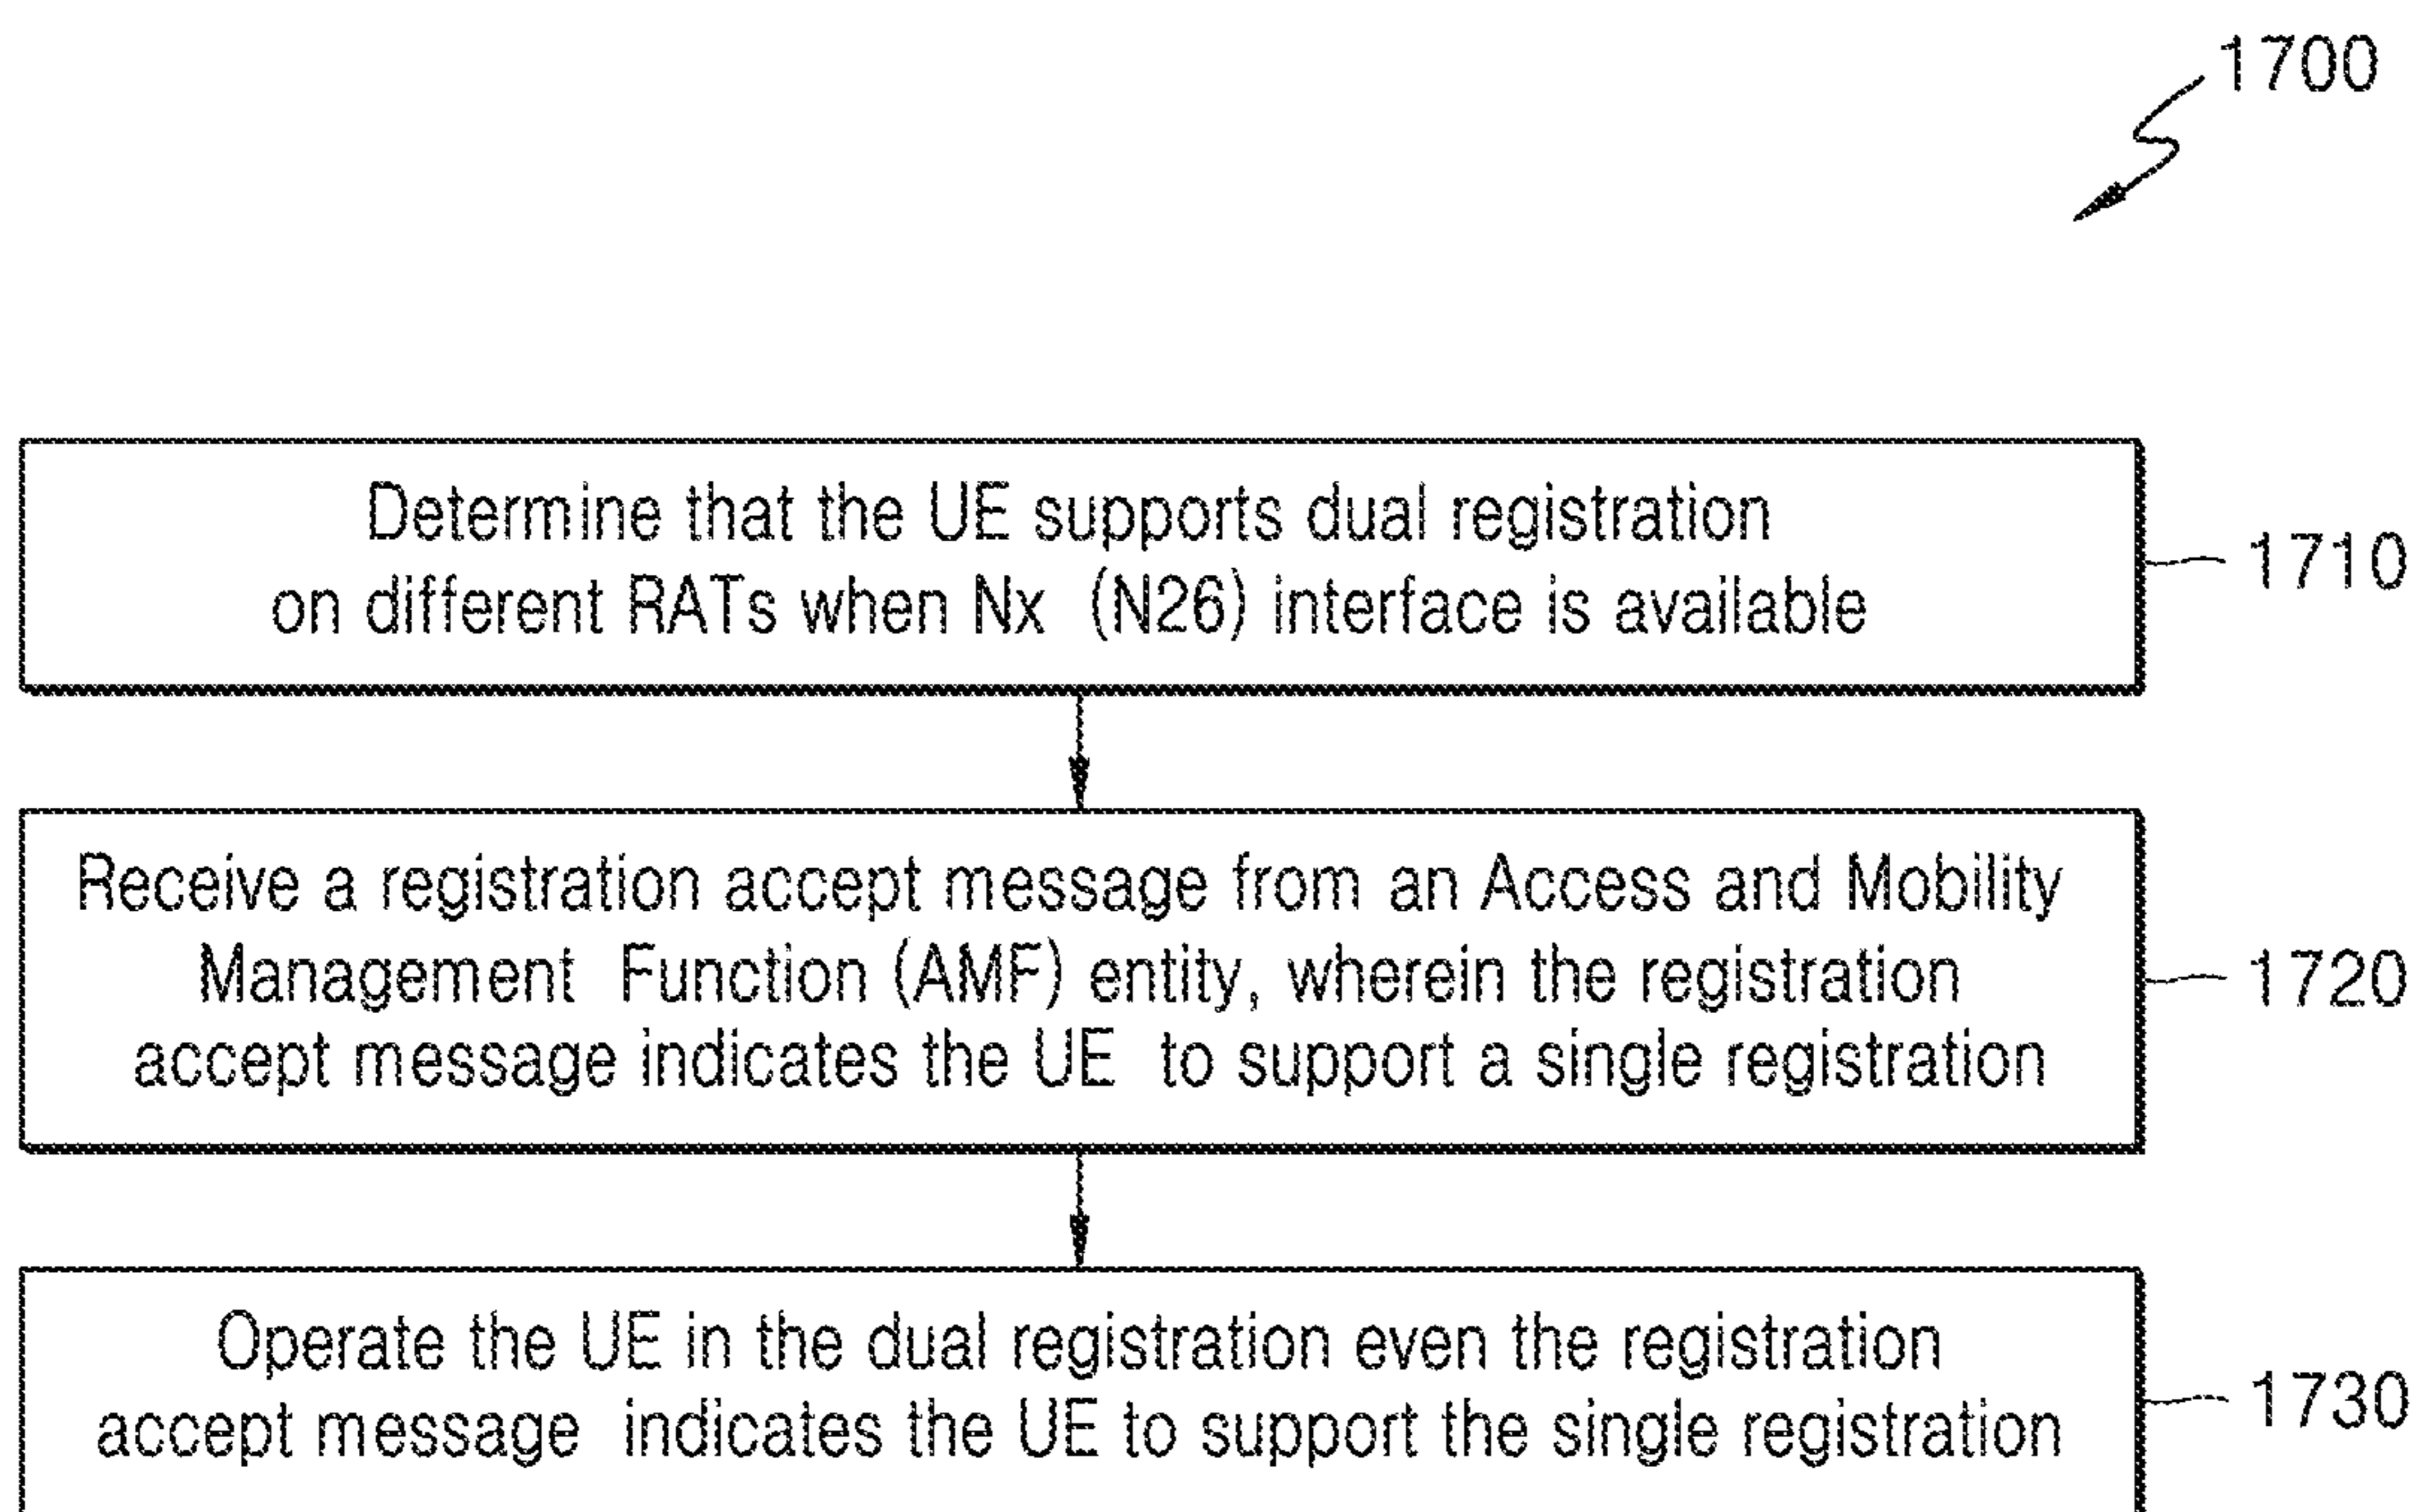 1700
Determine that the UE supports dual registration
on different RATs when Nx (N26) interface is available
1710
Receive a registration accept message from an Access and Mobility
Management Function (AMF) entity, wherein the registration
accept message indicates the UE to support a single registration
1720
Operate the UE in the dual registration even the registration
accept message indicates the UE to support the single registration
1730